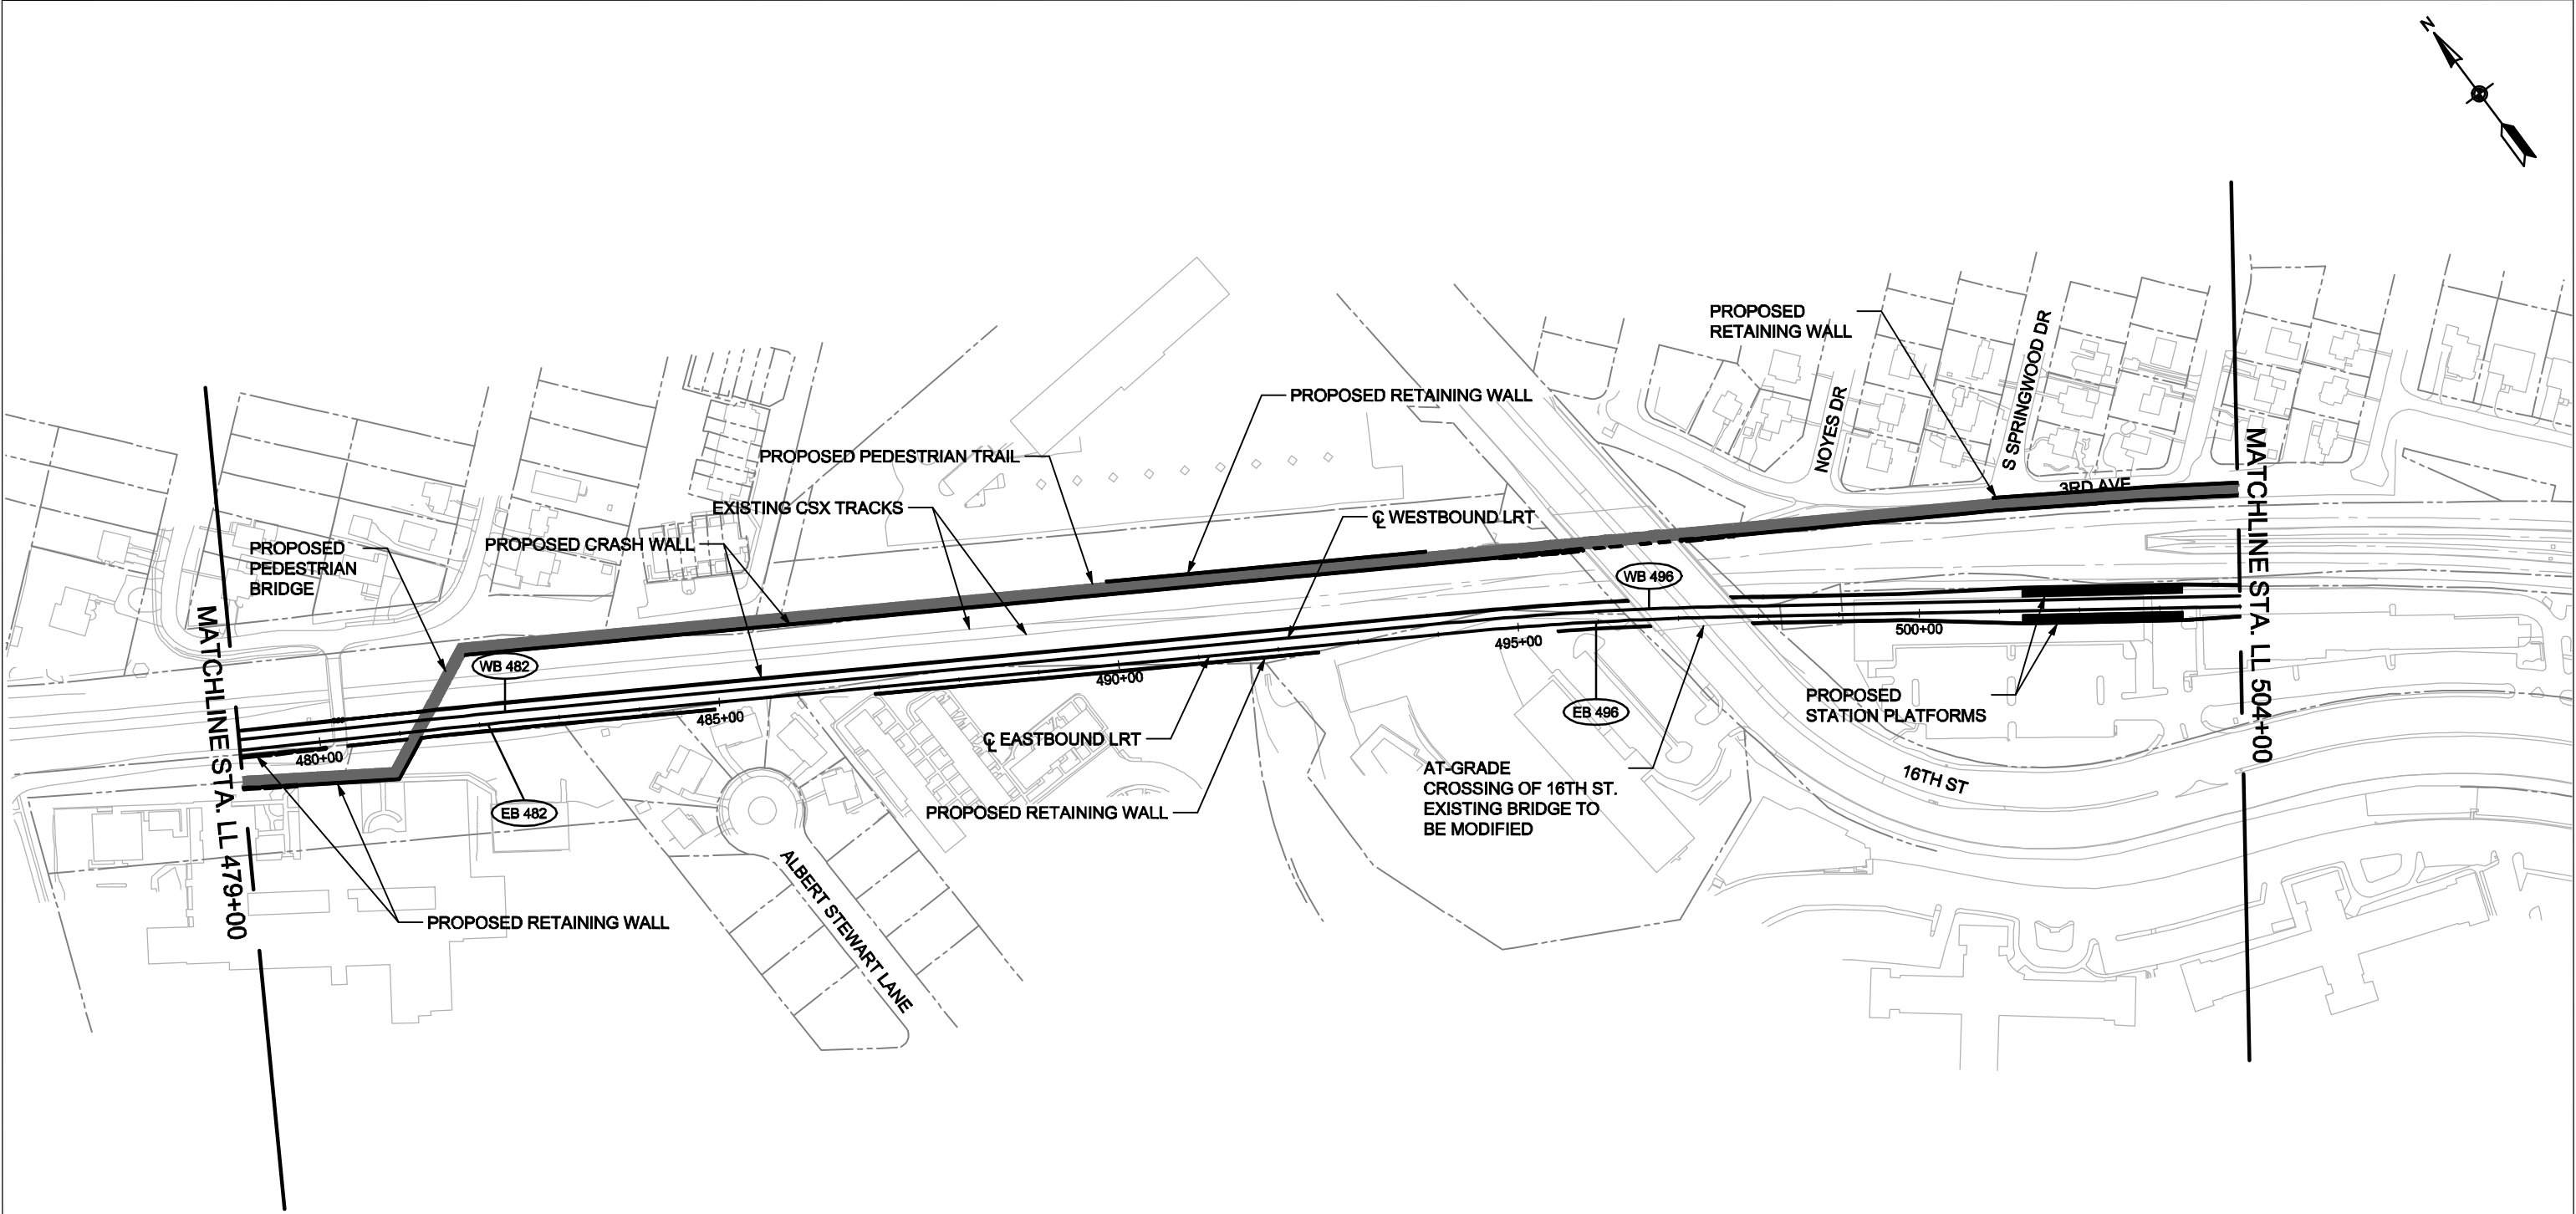 N
PROPOSED
RETAINING WALL
S SPRINGWOOD DR
NOYES DR
PROPOSED RETAINING WALL
PROPOSED PEDESTRIAN TRAIL
3RD AVE
EXISTING CSX TRACKS
℄ WESTBOUND LRT
PROPOSED CRASH WALL
PROPOSED
PEDESTRIAN
BRIDGE
WB 496
WB 482
MATCHLINE STA. LL 479+00
MATCHLINE STA. LL 504+00
480+00
485+00
490+00
495+00
500+00
PROPOSED
STATION PLATFORMS
EB 496
℄ EASTBOUND LRT
EB 482
AT-GRADE
CROSSING OF 16TH ST.
EXISTING BRIDGE TO
BE MODIFIED
16TH ST
PROPOSED RETAINING WALL
ALBERT STEWART LANE
PROPOSED RETAINING WALL